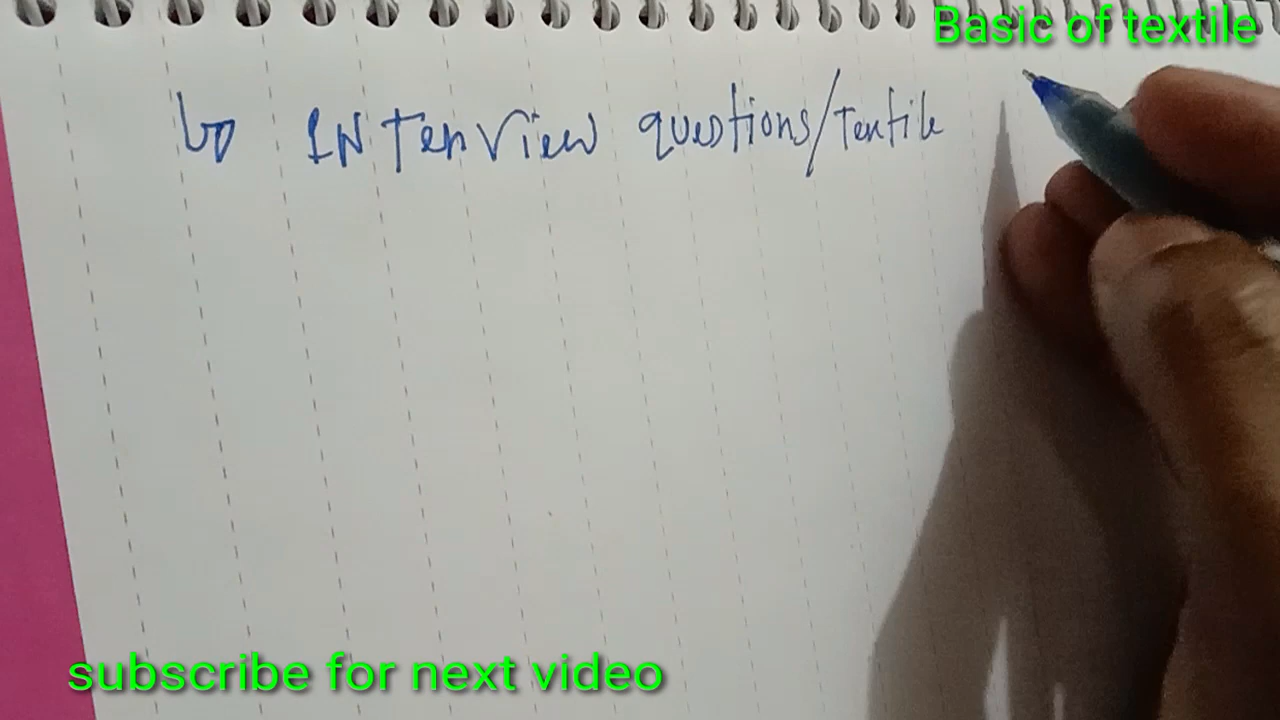 Basic of textile
INTerView questions/Textile
subscribe for next video